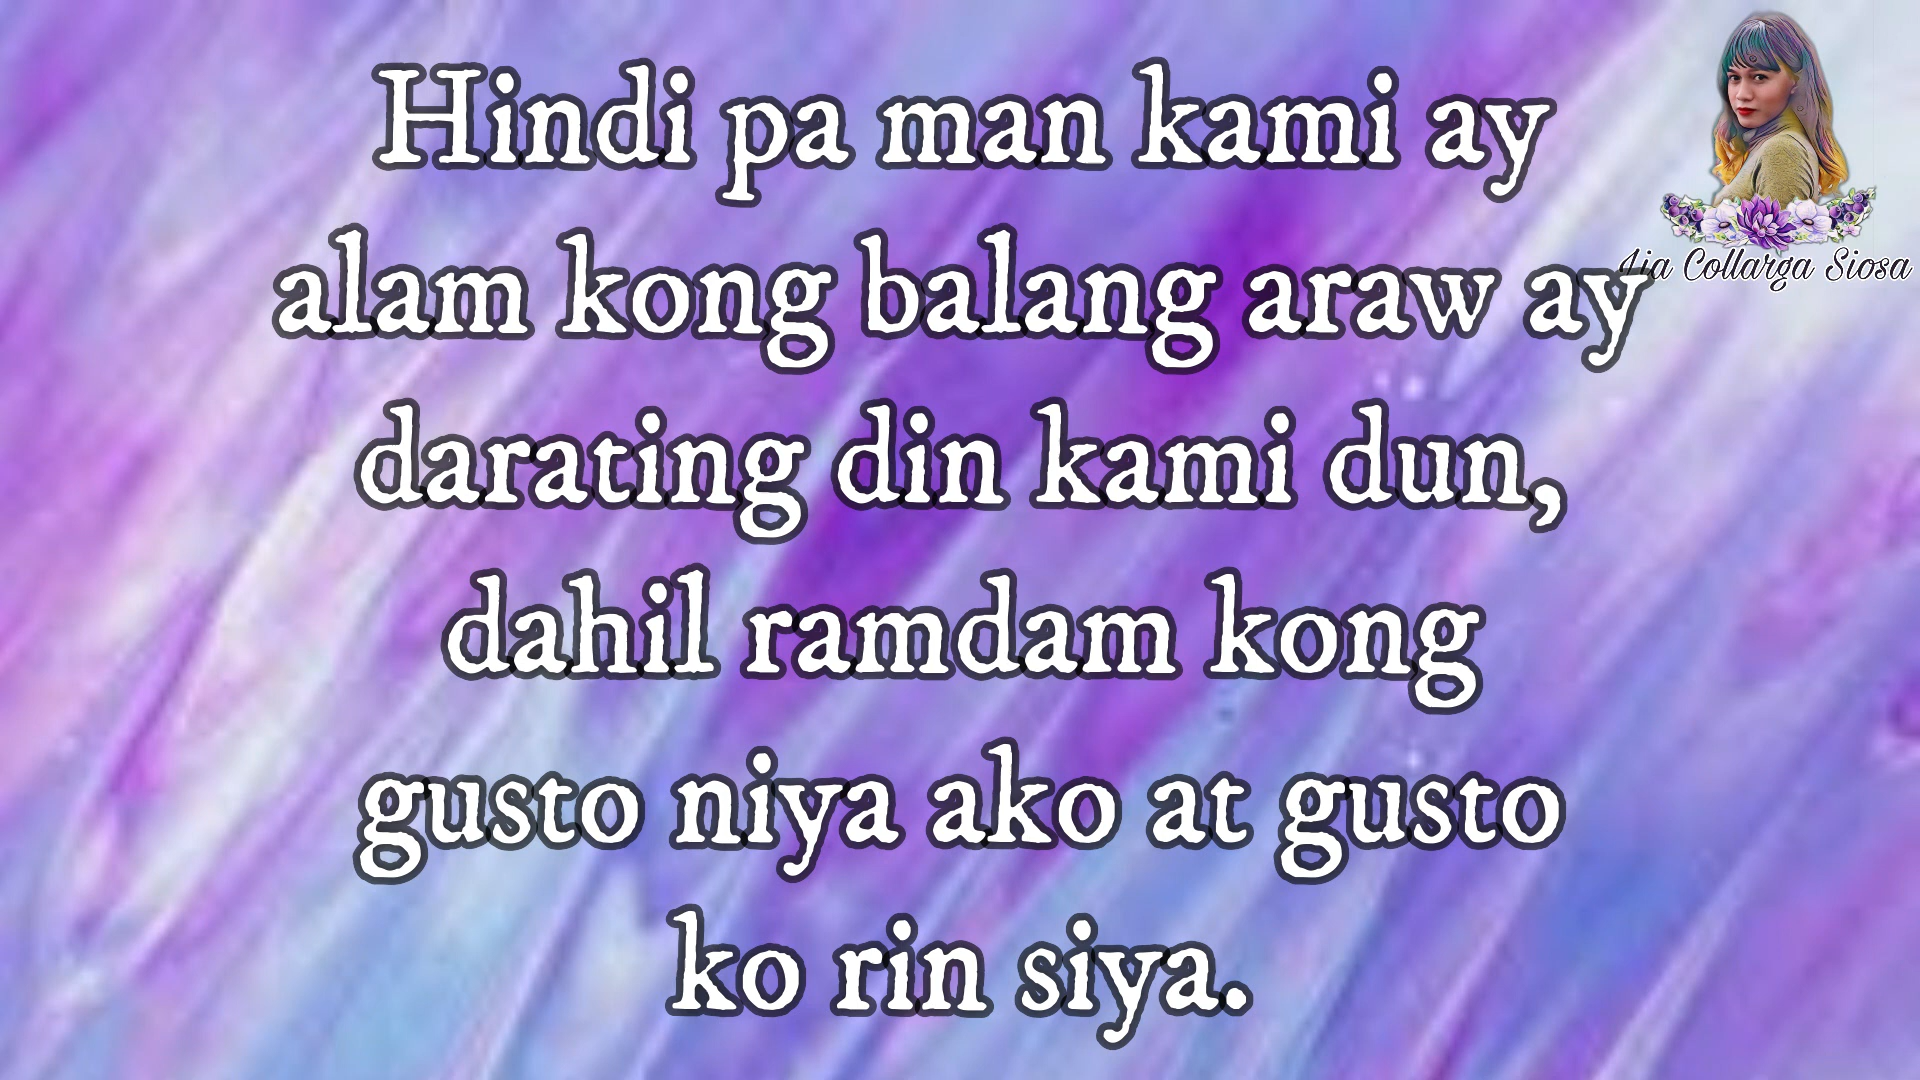 Hindi pa man kami ay
alam kong balang araw ay
darating din kami dun,
dahil ramdam kong
gusto niya ako at gusto
ko rin siya.
Collarga Siosa